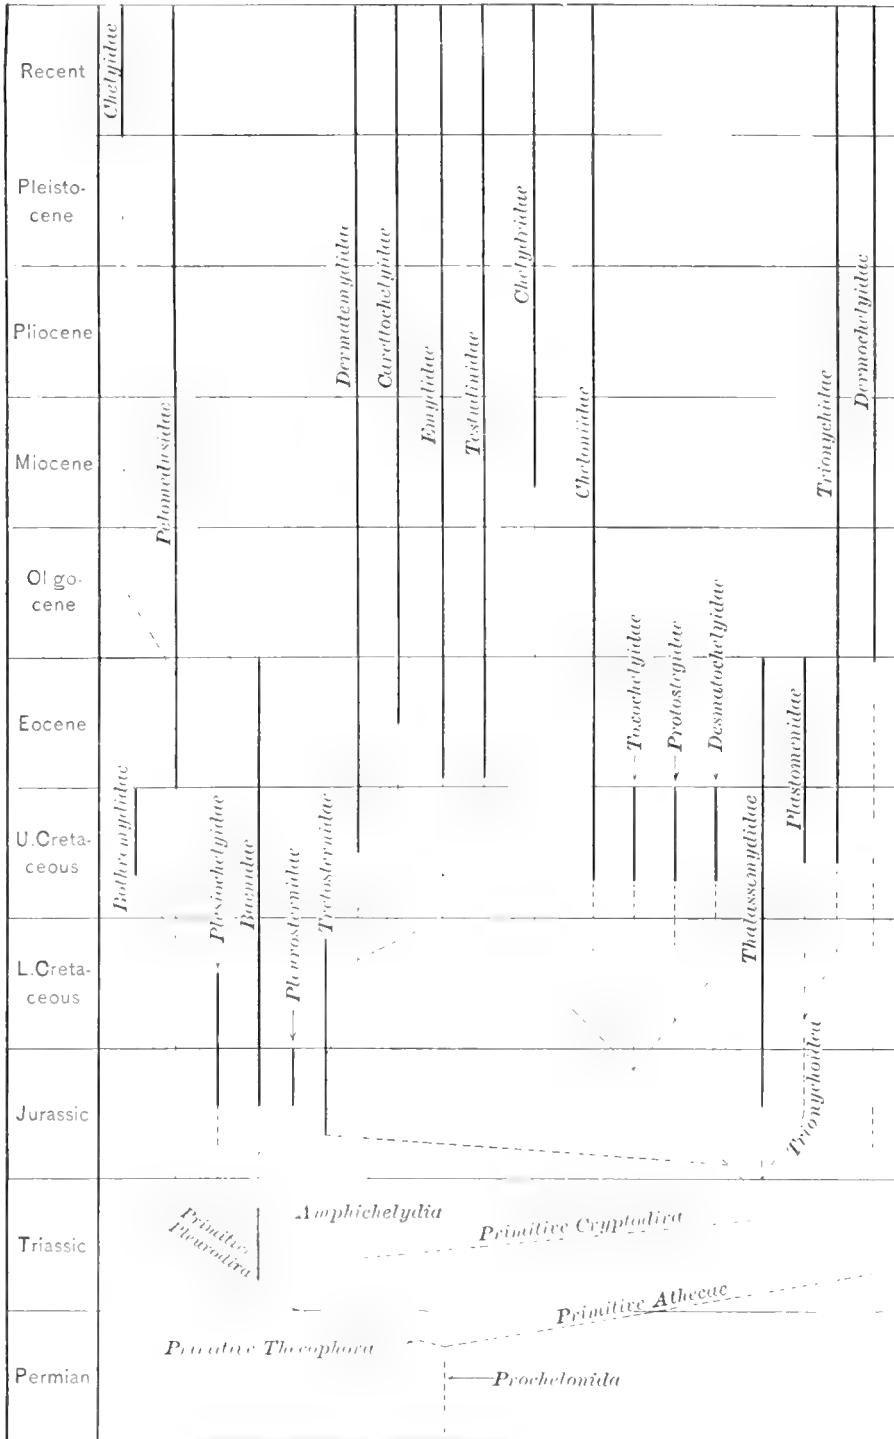 Recent
Pleisto-
cene
Pliocene
Miocene
Ol go-
cene
Eocene
U.Creta-
ceous
L.Creta-
ceous
Jurassic
Triassic
Permian
Chelyidae
Pelomedusidae
Bothremydidae
Plesiochelyidae
Baenidae
Pleurosternidae
Tretosternidae
Dermatemydidae
Carettochelyidae
Emydidae
Testudinidae
Chelydridae
Cheloniidae
Toxochelyidae
Protostegidae
Desmatochelyidae
Thalassemydidae
Plastomenidae
Trionychidae
Dermochelyidae
Trionychoidea
Primitive
Pleurodira
Amphichelydia
Primitive Cryptodira
Primitive Athecae
Primitive Thecophora
Prochelonida